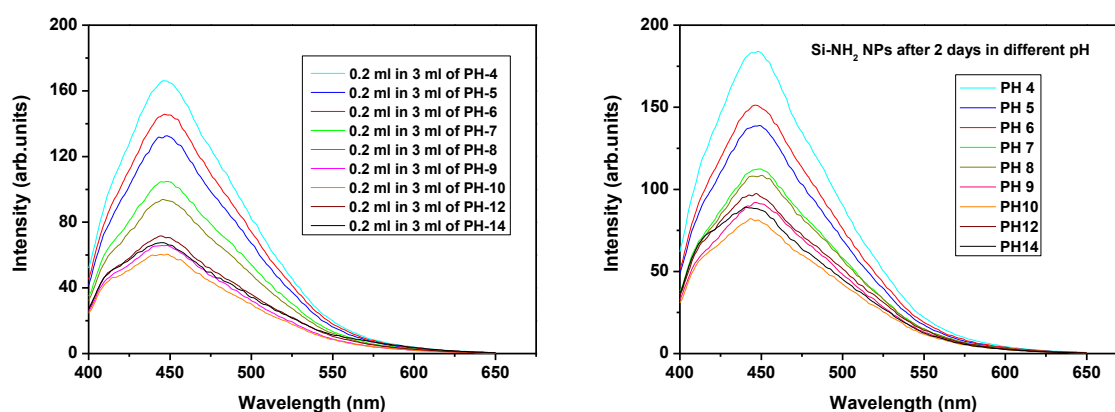 200
160
120
80
40
0
Intensity (arb.units)
0.2 ml in 3 ml of PH-4
0.2 ml in 3 ml of PH-5
0.2 ml in 3 ml of PH-6
0.2 ml in 3 ml of PH-7
0.2 ml in 3 ml of PH-8
0.2 ml in 3 ml of PH-9
0.2 ml in 3 ml of PH-10
0.2 ml in 3 ml of PH-12
0.2 ml in 3 ml of PH-14
400 450 500 550 600 650
Wavelength (nm)
200
150
100
50
0
Intensity (arb.units)
Si-NH₂ NPs after 2 days in different pH
PH 4
PH 5
PH 6
PH 7
PH 8
PH 9
PH10
PH12
PH14
400 450 500 550 600 650
Wavelength (nm)